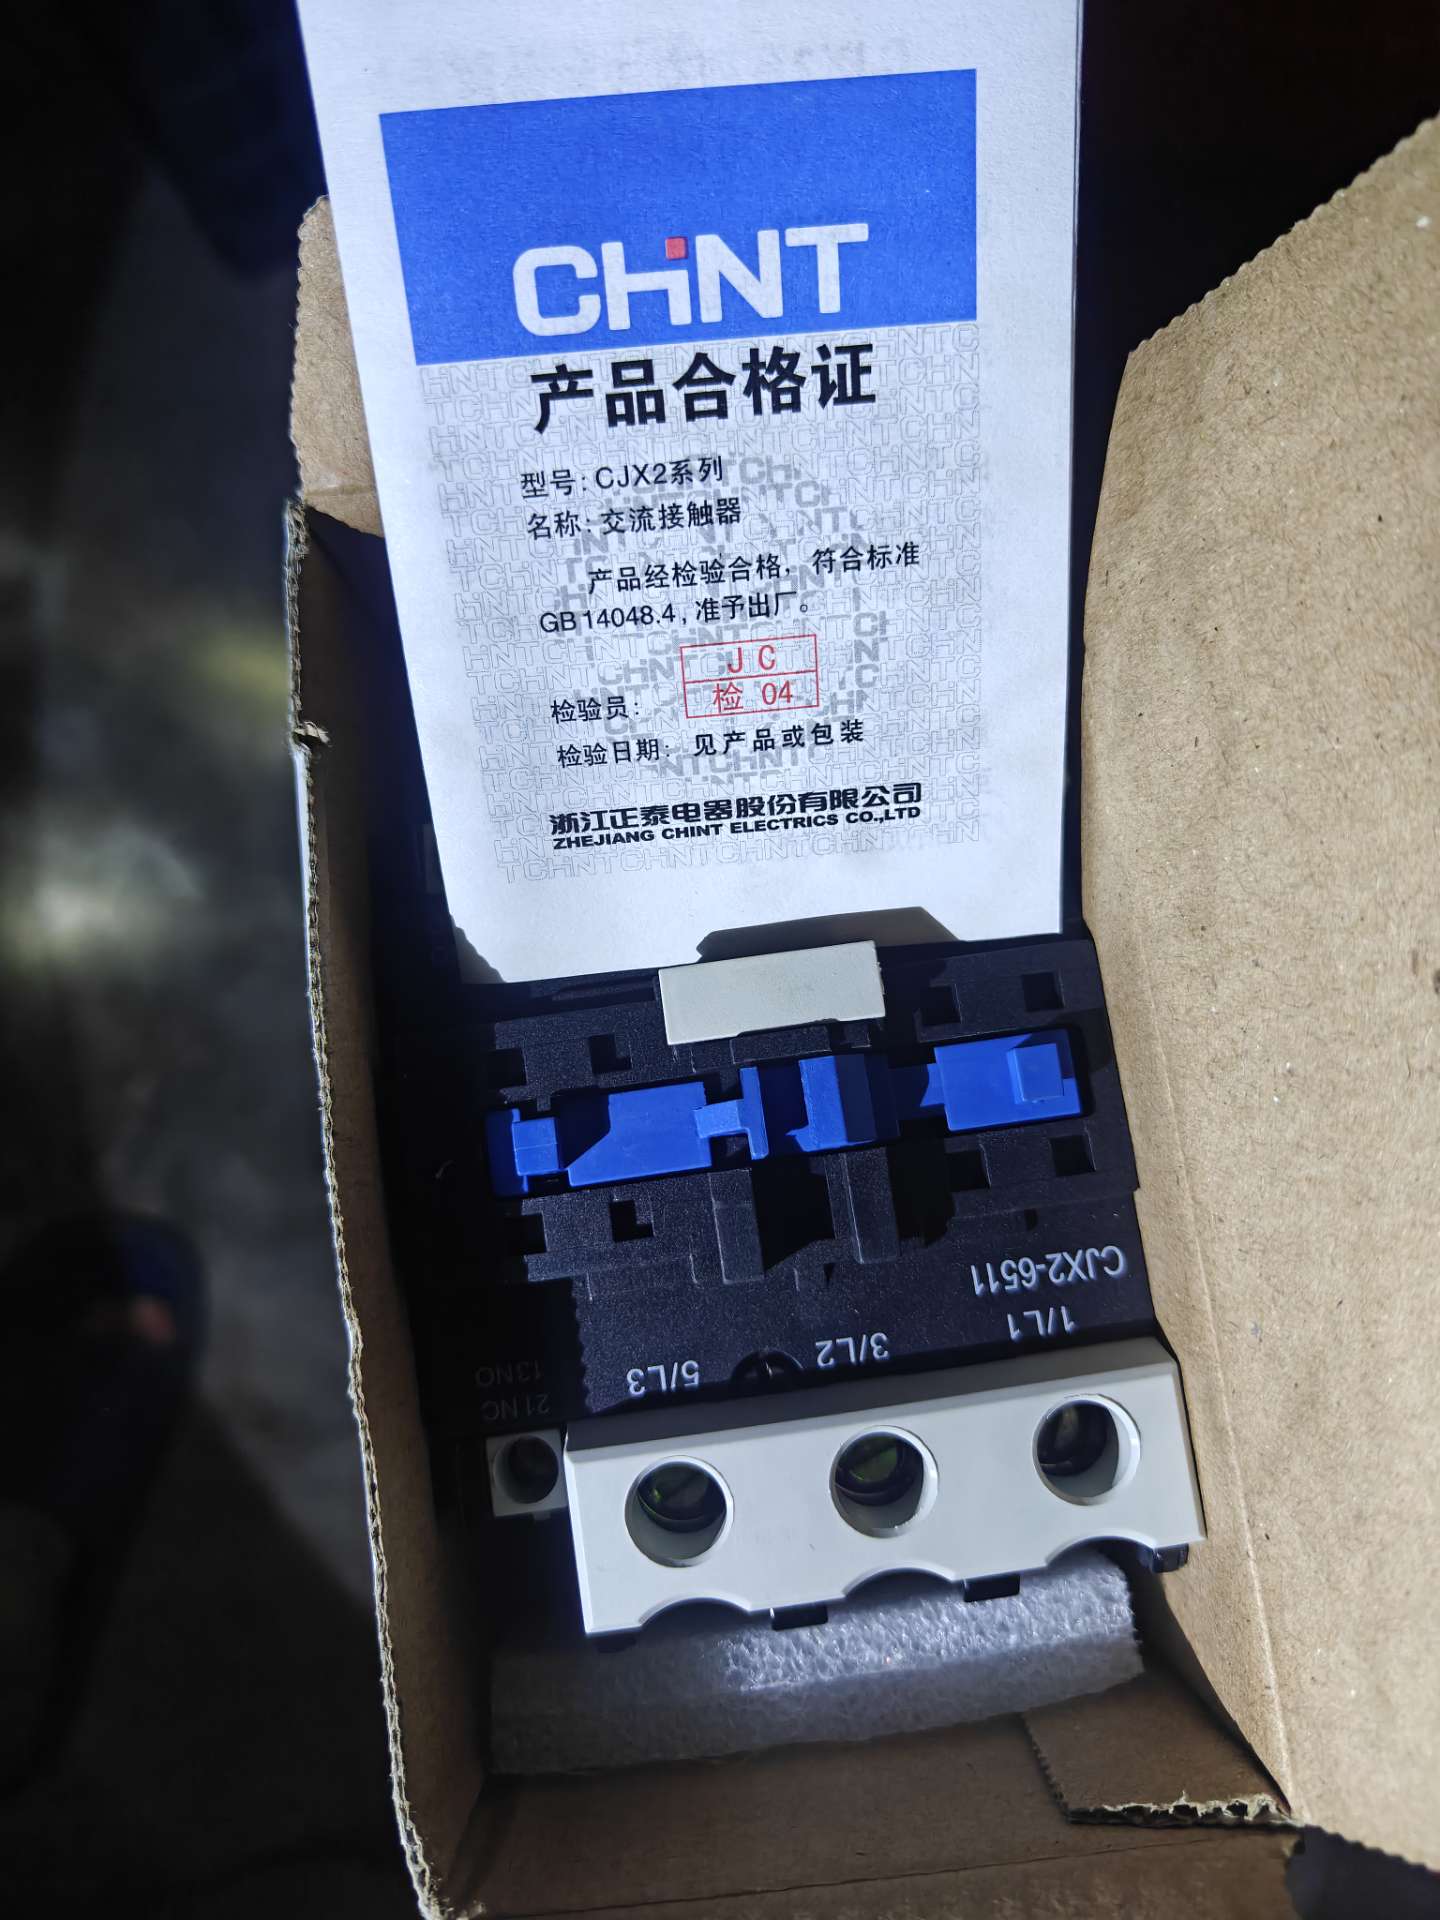 CHNT
产品合格证
型号: CJX2系列
名称: 交流接触器
产品经检验合格，符合标准
GB 14048.4, 准予出厂。
J C
检 04
检验员:
检验日期: 见产品或包装
浙江正泰电器股份有限公司
ZHEJIANG CHINT ELECTRICS CO.,LTD
CJX2-6511
1/L1
3/L2
5/L3
13NO
21NC